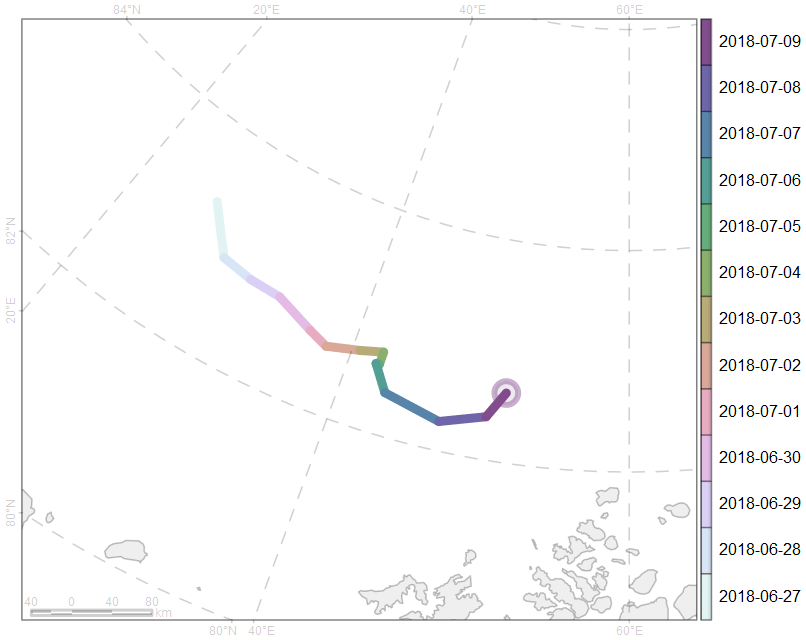 84°N 20°E 40°E 60°E
2018-07-09
2018-07-08
2018-07-07
2018-07-06
2018-07-05
2018-07-04
2018-07-03
2018-07-02
2018-07-01
2018-06-30
2018-06-29
2018-06-28
2018-06-27
82°N
20°E
80°N
40 0 40 80 km
80°N 40°E 60°E